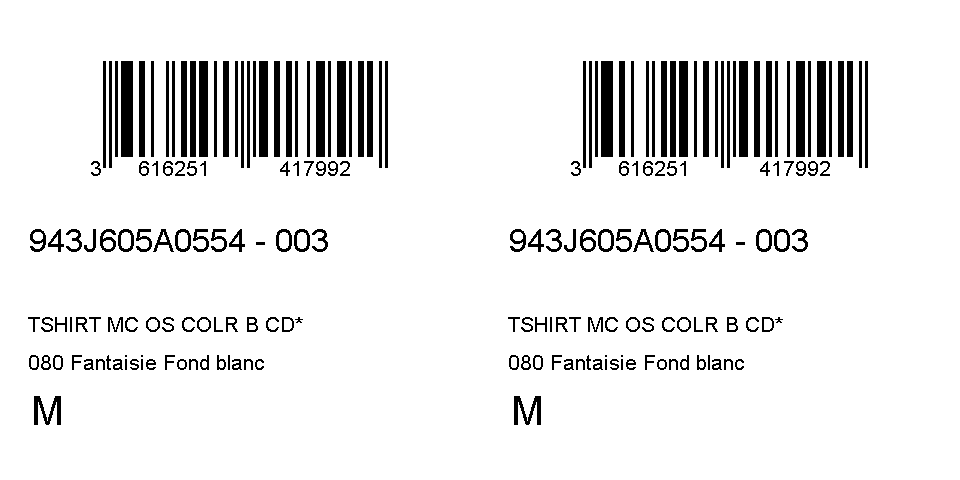 3 616251 417992
943J605A0554 - 003
TSHIRT MC OS COLR B CD*
080 Fantaisie Fond blanc
M
3 616251 417992
943J605A0554 - 003
TSHIRT MC OS COLR B CD*
080 Fantaisie Fond blanc
M